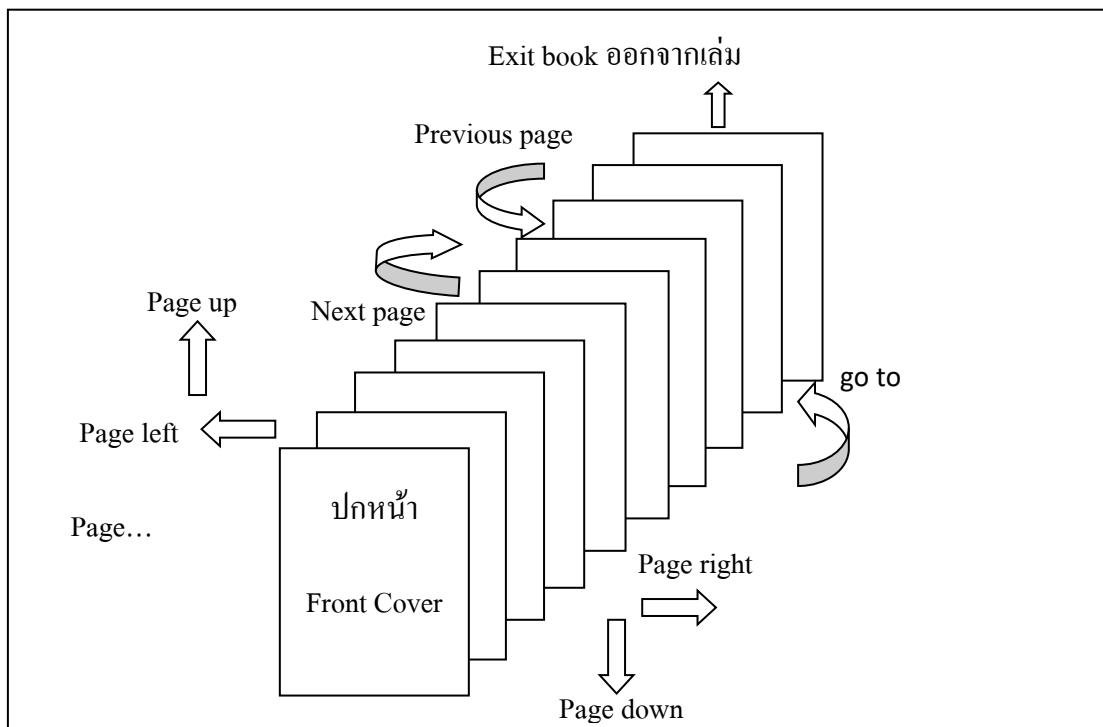 Exit book ออกจากเล่ม
Previous page
Page up
Next page
go to
Page left
ปกหน้า
Page…
Page right
Front Cover
Page down